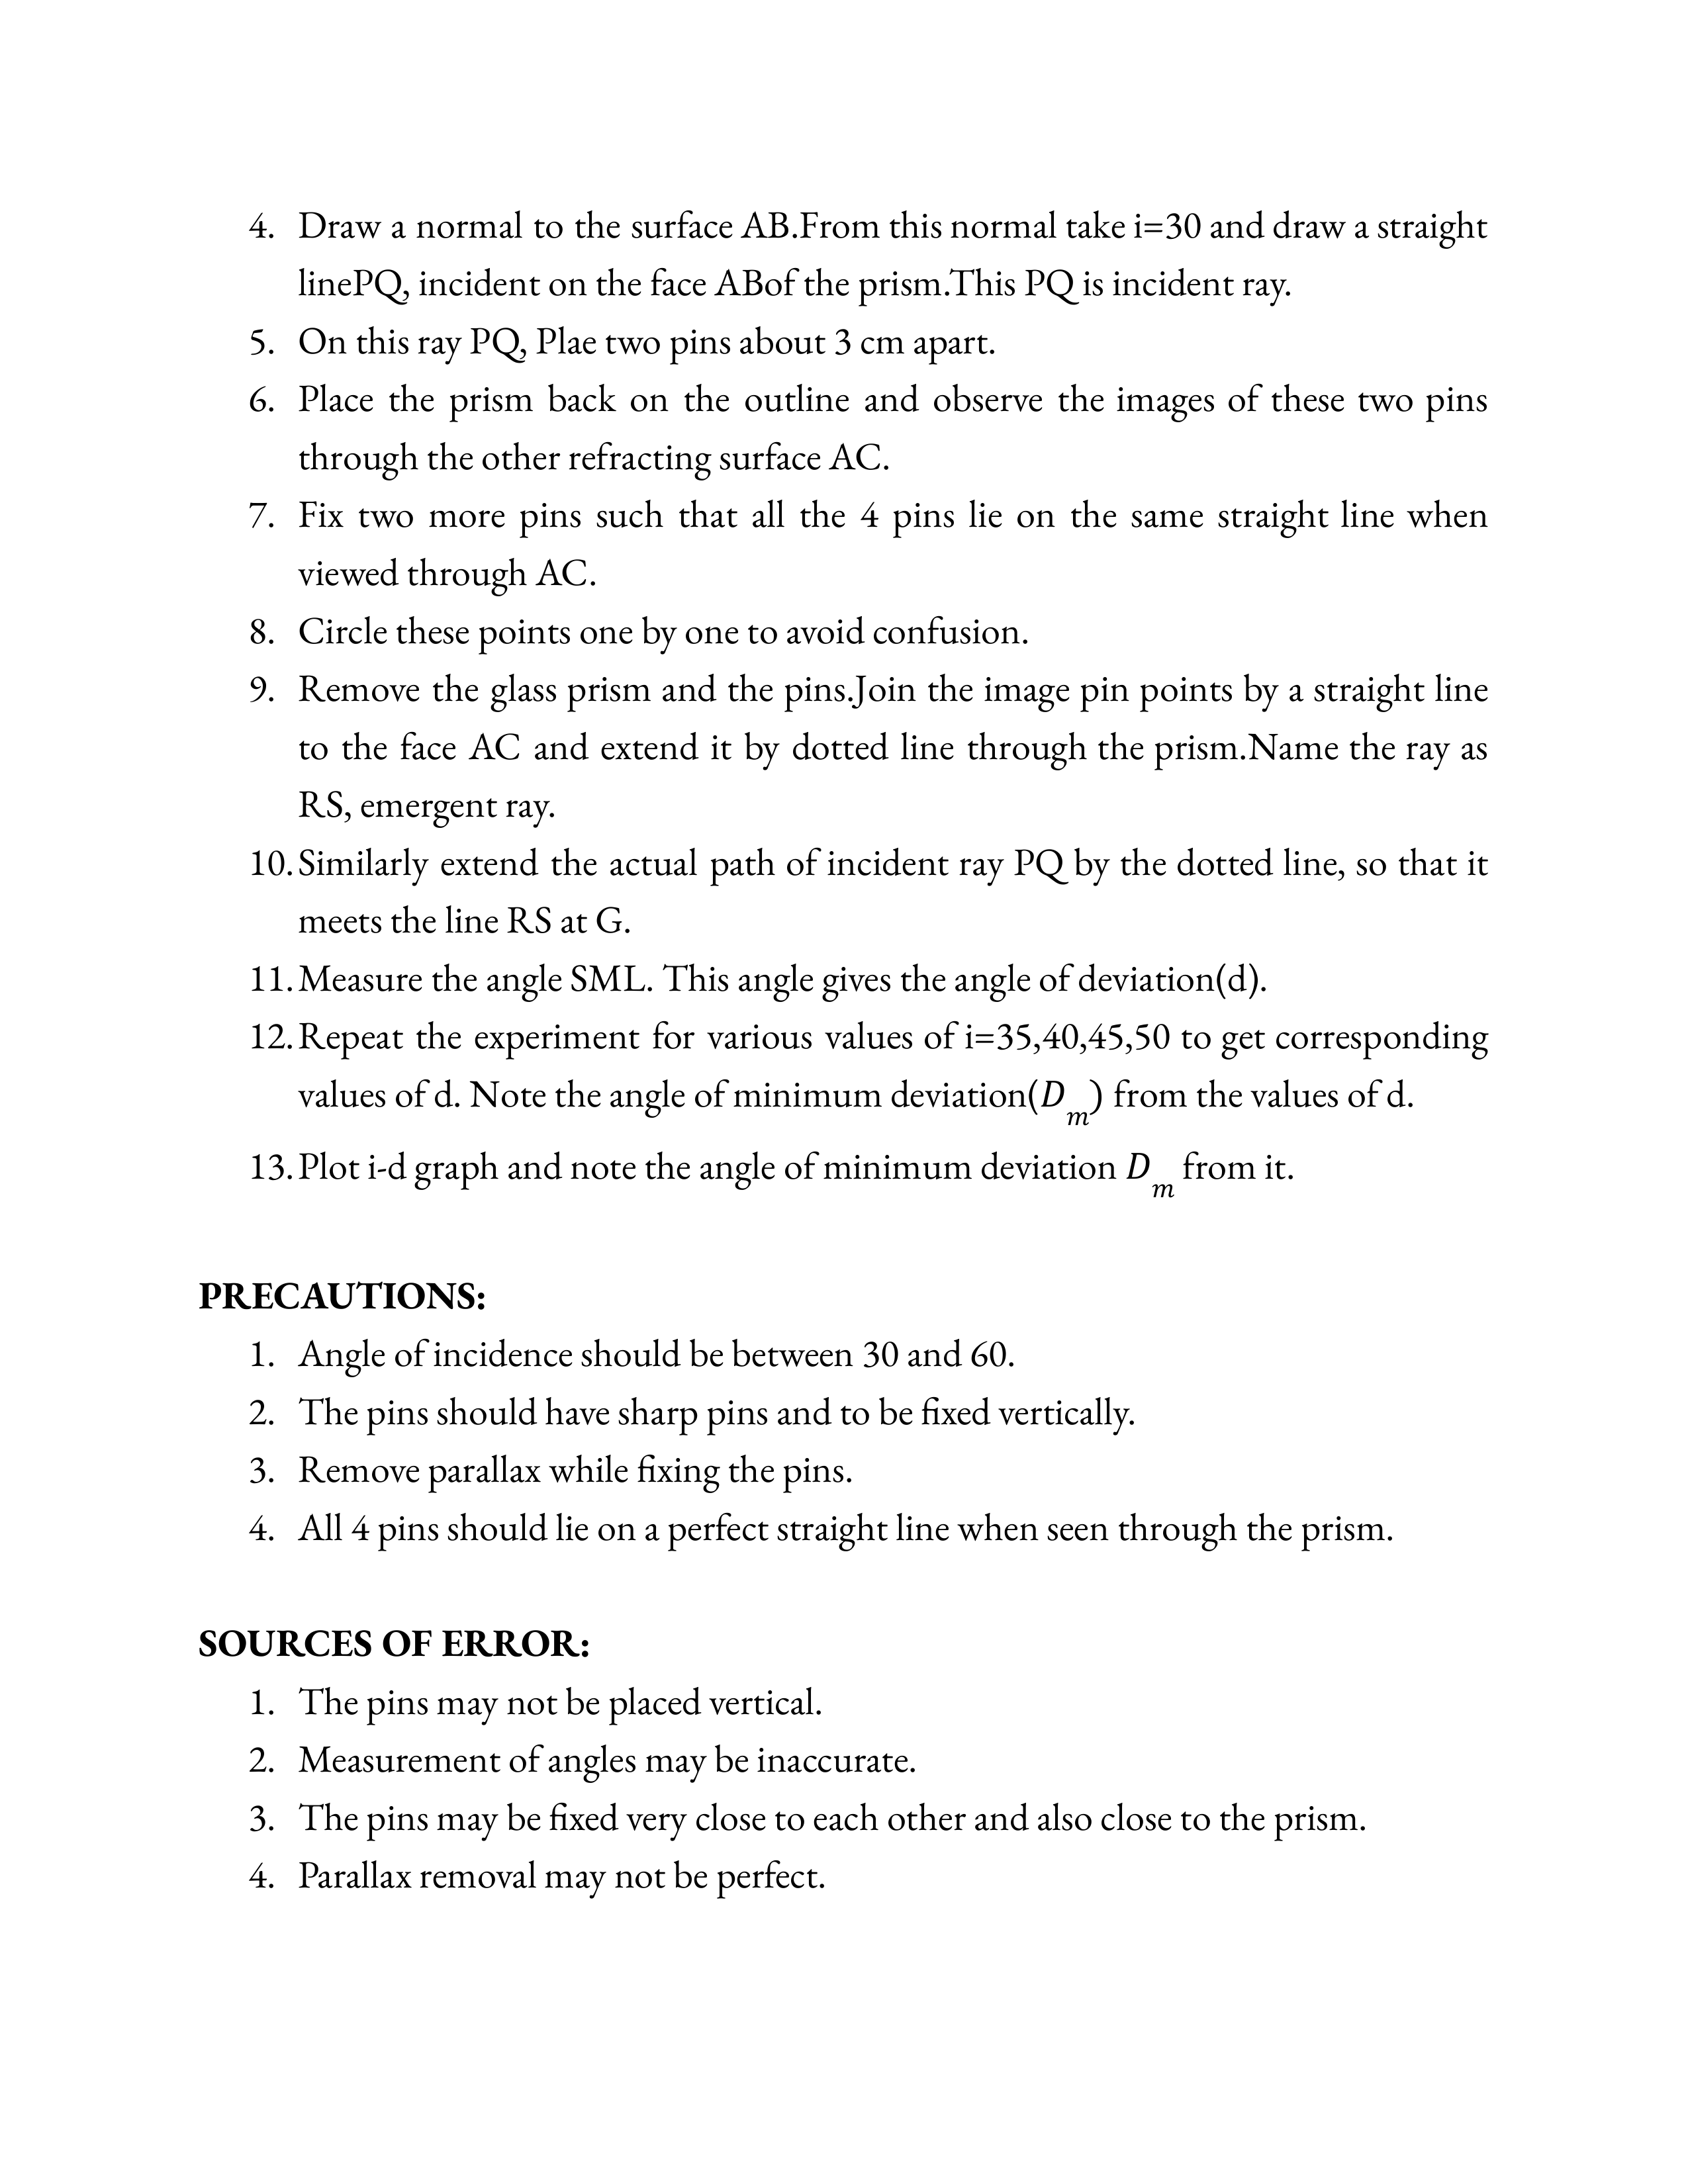 4. Draw a normal to the surface AB.From this normal take i=30 and draw a straight
linePQ, incident on the face ABof the prism.This PQ is incident ray.
5. On this ray PQ, Plae two pins about 3 cm apart.
6. Place the prism back on the outline and observe the images of these two pins
through the other refracting surface AC.
7. Fix two more pins such that all the 4 pins lie on the same straight line when
viewed through AC.
8. Circle these points one by one to avoid confusion.
9. Remove the glass prism and the pins.Join the image pin points by a straight line
to the face AC and extend it by dotted line through the prism.Name the ray as
RS, emergent ray.
10. Similarly extend the actual path of incident ray PQ by the dotted line, so that it
meets the line RS at G.
11. Measure the angle SML. This angle gives the angle of deviation(d).
12. Repeat the experiment for various values of i=35,40,45,50 to get corresponding
values of d. Note the angle of minimum deviation(D_m) from the values of d.
13. Plot i-d graph and note the angle of minimum deviation D_m from it.
PRECAUTIONS:
1. Angle of incidence should be between 30 and 60.
2. The pins should have sharp pins and to be fixed vertically.
3. Remove parallax while fixing the pins.
4. All 4 pins should lie on a perfect straight line when seen through the prism.
SOURCES OF ERROR:
1. The pins may not be placed vertical.
2. Measurement of angles may be inaccurate.
3. The pins may be fixed very close to each other and also close to the prism.
4. Parallax removal may not be perfect.